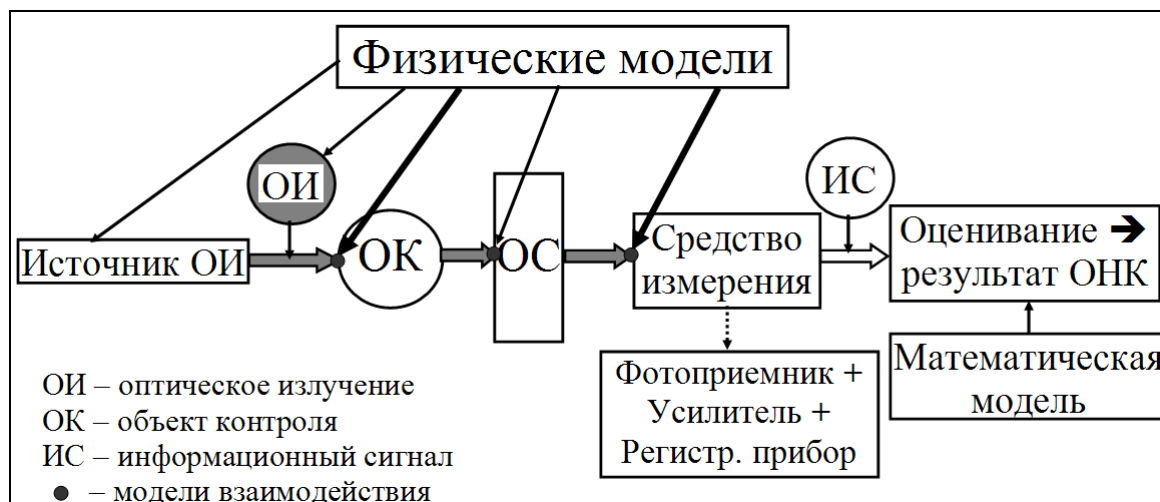 Физические модели
ОИ
ИС
Источник ОИ
ОК
ОС
Средство
измерения
Оценивание ➔
результат ОНК
Фотоприемник +
Усилитель +
Регистр. прибор
Математическая
модель
ОИ – оптическое излучение
ОК – объект контроля
ИС – информационный сигнал
● – модели взаимодействия